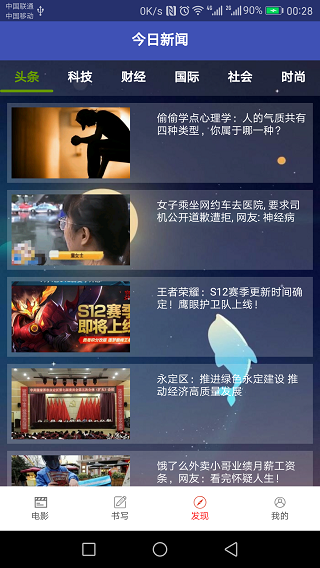 中国联通
中国移动
0K/s
4G
2G
90%
00:28
今日新闻
头条 科技 财经 国际 社会 时尚
偷偷学点心理学：人的气质共有
四种类型，你属于哪一种？
女子乘坐网约车去医院, 要求司
机公开道歉遭拒, 网友: 神经病
董女士
王者荣耀：S12赛季更新时间确
定！鹰眼护卫队上线！
S12赛季
即将上线
永定区：推进绿色永定建设 推
动经济高质量发展
饿了么外卖小哥业绩月薪工资
条，网友：看完怀疑人生！
电影 书写 发现 我的